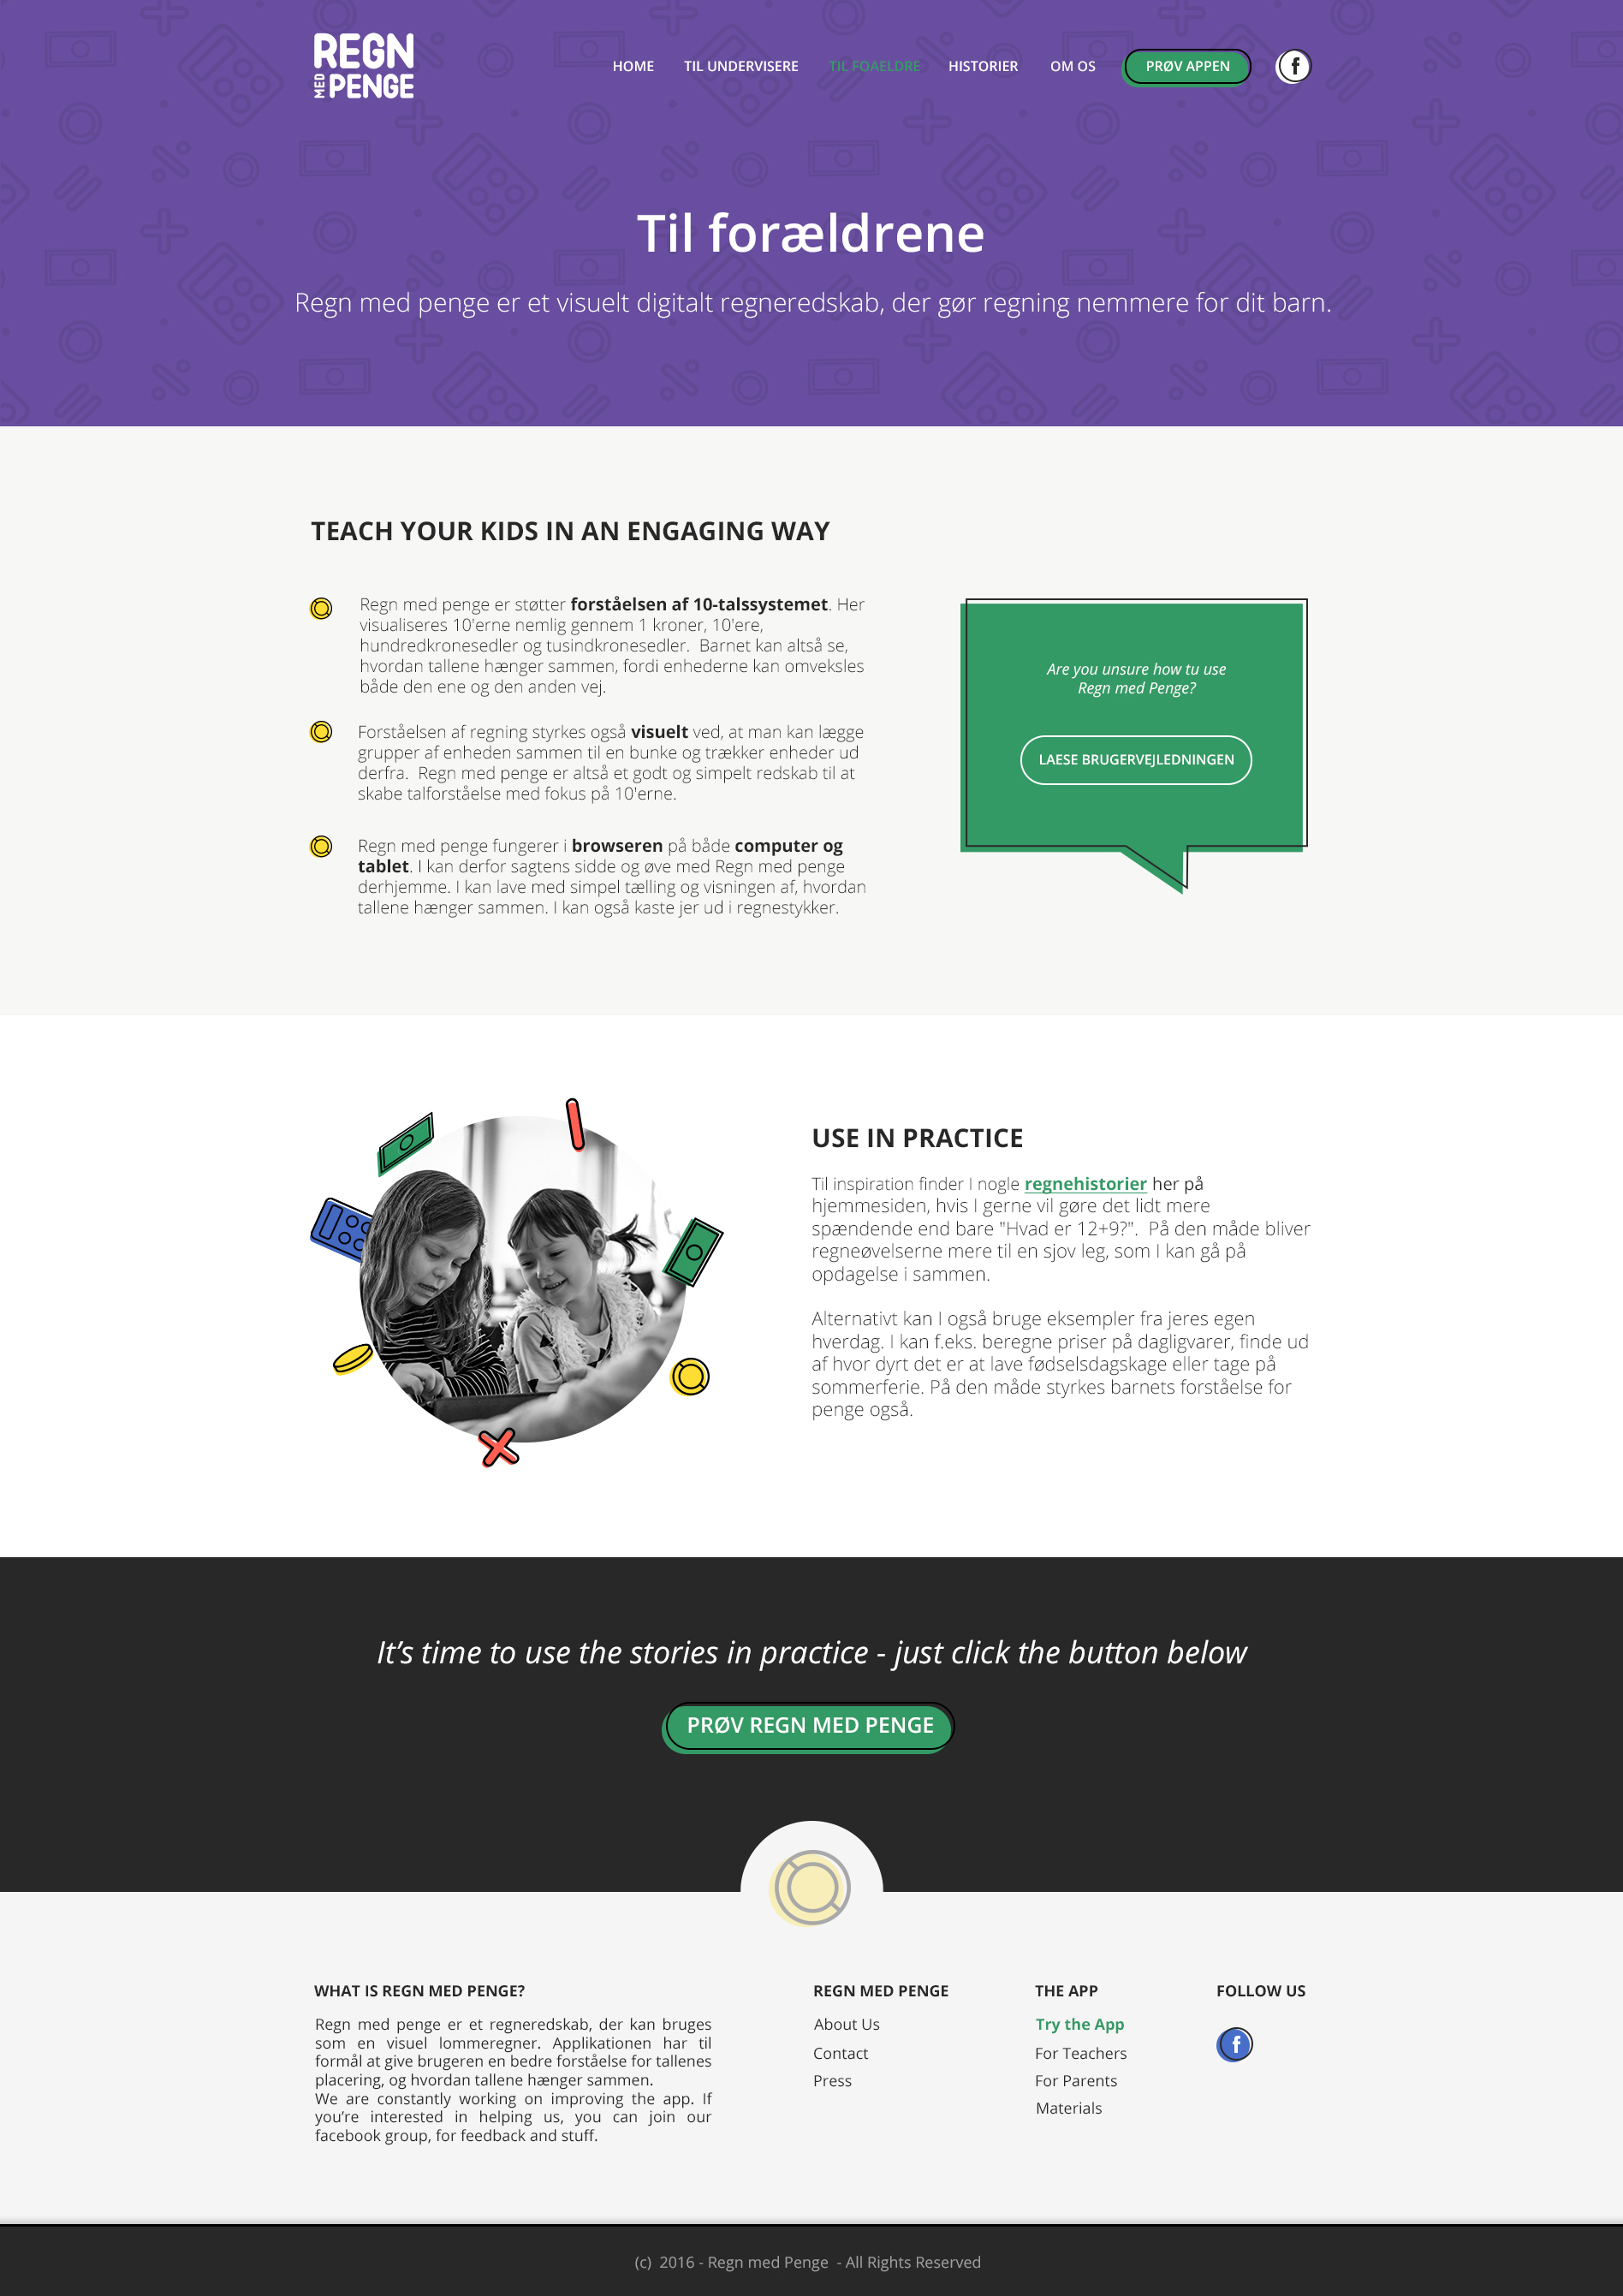 REGN
MED PENGE
HOME TIL UNDERVISERE TIL FOAELDRE HISTORIER OM OS PRØV APPEN f
Til forældrene
Regn med penge er et visuelt digitalt regneredskab, der gør regning nemmere for dit barn.
TEACH YOUR KIDS IN AN ENGAGING WAY
Regn med penge er støtter forståelsen af 10-talssystemet. Her
visualiseres 10'erne nemlig gennem 1 kroner, 10'ere,
hundredkronesedler og tusindkronesedler. Barnet kan altså se,
hvordan tallene hænger sammen, fordi enhederne kan omveksles
både den ene og den anden vej.
Forståelsen af regning styrkes også visuelt ved, at man kan lægge
grupper af enheden sammen til en bunke og trækker enheder ud
derfra. Regn med penge er altså et godt og simpelt redskab til at
skabe talforståelse med fokus på 10'erne.
Regn med penge fungerer i browseren på både computer og
tablet. I kan derfor sagtens sidde og øve med Regn med penge
derhjemme. I kan lave med simpel tælling og visningen af, hvordan
tallene hænger sammen. I kan også kaste jer ud i regnestykker.
Are you unsure how tu use
Regn med Penge?
LAESE BRUGERVEJLEDNINGEN
USE IN PRACTICE
Til inspiration finder I nogle regnehistorier her på
hjemmesiden, hvis I gerne vil gøre det lidt mere
spændende end bare "Hvad er 12+9?". På den måde bliver
regneøvelserne mere til en sjov leg, som I kan gå på
opdagelse i sammen.
Alternativt kan I også bruge eksempler fra jeres egen
hverdag. I kan f.eks. beregne priser på dagligvarer, finde ud
af hvor dyrt det er at lave fødselsdagskage eller tage på
sommerferie. På den måde styrkes barnets forståelse for
penge også.
It's time to use the stories in practice - just click the button below
PRØV REGN MED PENGE
WHAT IS REGN MED PENGE?
Regn med penge er et regneredskab, der kan bruges
som en visuel lommeregner. Applikationen har til
formål at give brugeren en bedre forståelse for tallenes
placering, og hvordan tallene hænger sammen.
We are constantly working on improving the app. If
you're interested in helping us, you can join our
facebook group, for feedback and stuff.
REGN MED PENGE
About Us
Contact
Press
THE APP
Try the App
For Teachers
For Parents
Materials
FOLLOW US
f
(c) 2016 - Regn med Penge - All Rights Reserved